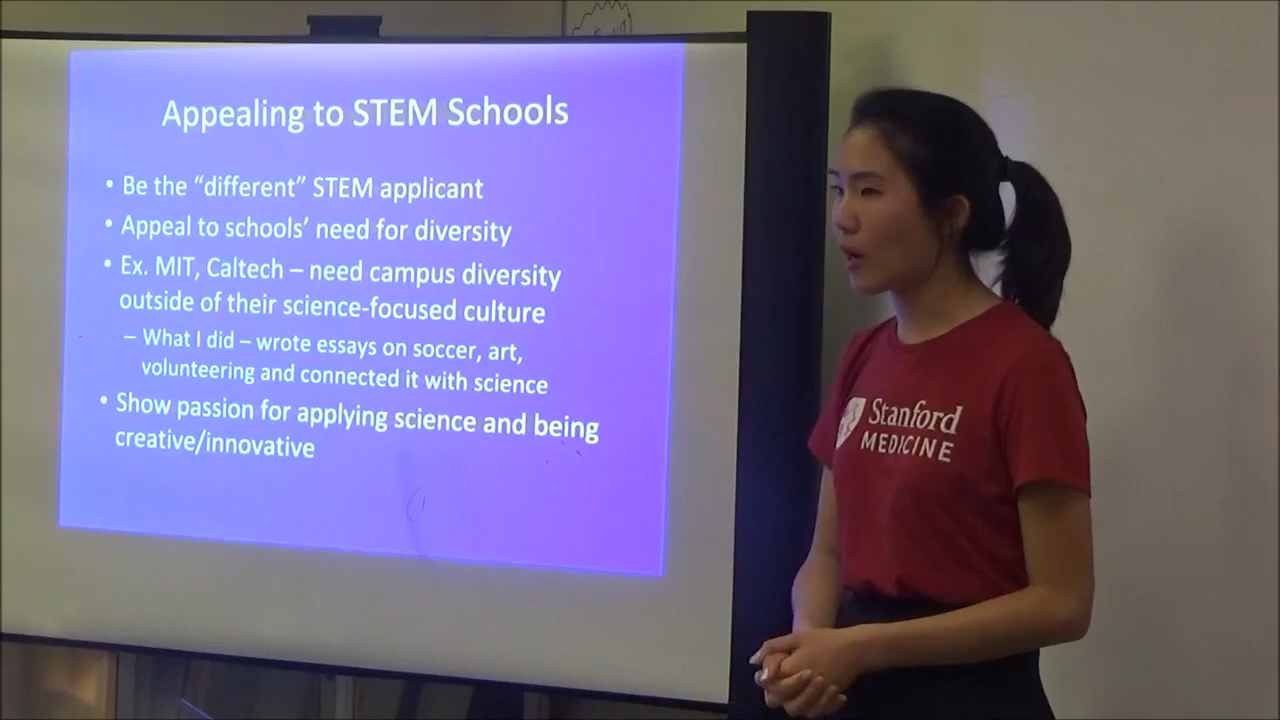 Appealing to STEM Schools
• Be the “different” STEM applicant
• Appeal to schools’ need for diversity
• Ex. MIT, Caltech – need campus diversity
outside of their science-focused culture
– What I did – wrote essays on soccer, art,
volunteering and connected it with science
• Show passion for applying science and being
creative/innovative
Stanford
MEDICINE